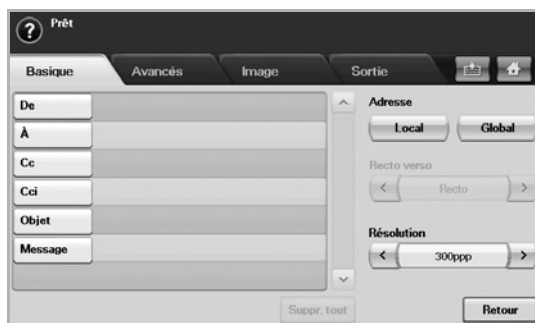 Prêt
Basique Avancés Image Sortie
De
À
Cc
Cci
Objet
Message
Suppr. tout
Adresse
Local Global
Recto verso
Recto
Résolution
300ppp
Retour